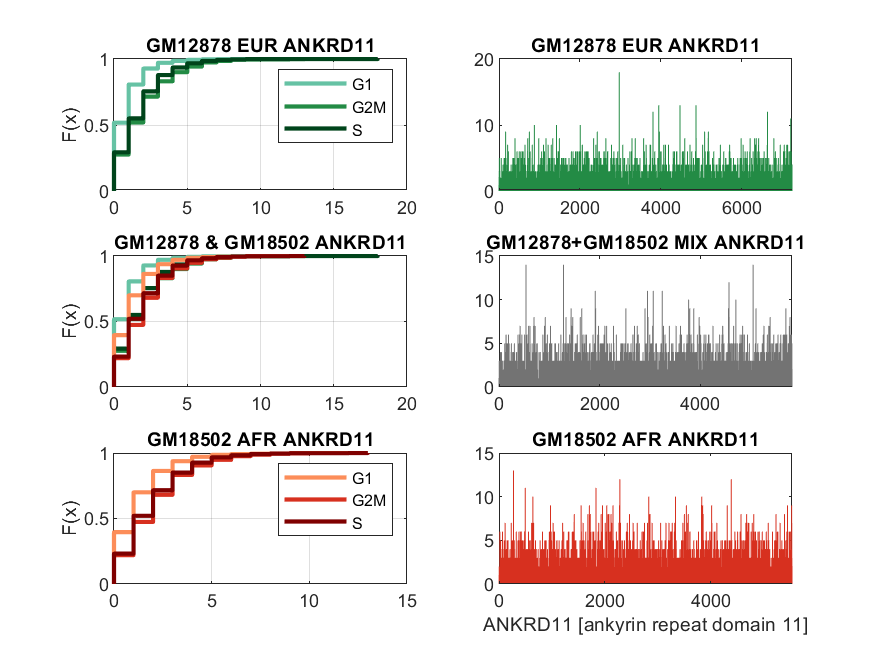 GM12878 EUR ANKRD11
F(x)
1
0.5
0
0 5 10 15 20
G1
G2M
S
GM12878 EUR ANKRD11
20
10
0
0 2000 4000 6000
GM12878 & GM18502 ANKRD11
F(x)
1
0.5
0
0 5 10 15 20
GM12878+GM18502 MIX ANKRD11
15
10
5
0
0 2000 4000
GM18502 AFR ANKRD11
F(x)
1
0.5
0
0 5 10 15
G1
G2M
S
GM18502 AFR ANKRD11
15
10
5
0
0 2000 4000
ANKRD11 [ankyrin repeat domain 11]